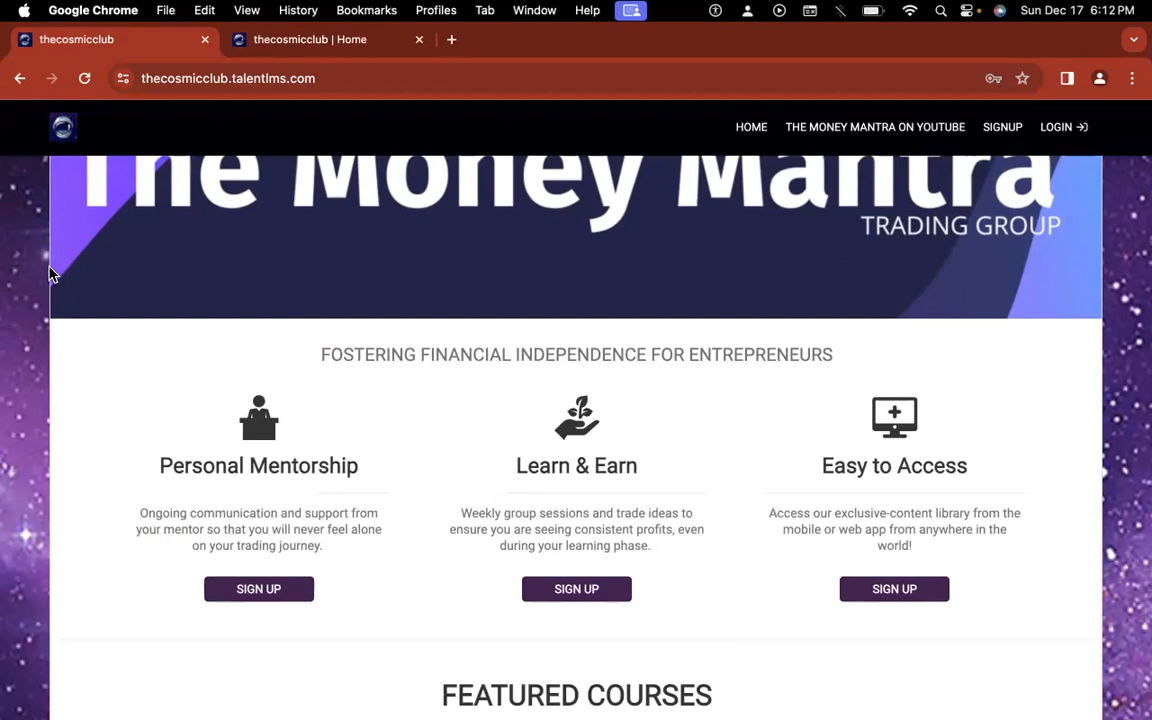 Google Chrome File Edit View History Bookmarks Profiles Tab Window Help Sun Dec 17 6:12 PM
thecosmicclub thecosmicclub | Home
thecosmicclub.talentlms.com
HOME THE MONEY MANTRA ON YOUTUBE SIGNUP LOGIN
The Money Mantra
TRADING GROUP
FOSTERING FINANCIAL INDEPENDENCE FOR ENTREPRENEURS
Personal Mentorship
Ongoing communication and support from
your mentor so that you will never feel alone
on your trading journey.
SIGN UP
Learn & Earn
Weekly group sessions and trade ideas to
ensure you are seeing consistent profits, even
during your learning phase.
SIGN UP
Easy to Access
Access our exclusive-content library from the
mobile or web app from anywhere in the
world!
SIGN UP
FEATURED COURSES